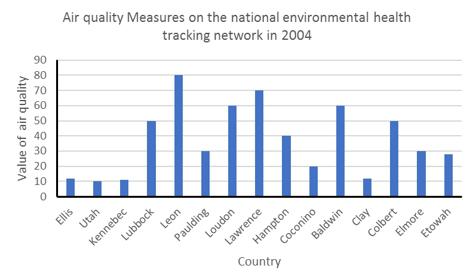 Air quality Measures on the national environmental health
tracking network in 2004
Value of air quality
90
80
70
60
50
40
30
20
10
0
Ellis
Utah
Kennebec
Lubbock
Leon
Paulding
Loudon
Lawrence
Hampton
Coconino
Baldwin
Clay
Colbert
Elmore
Etowah
Country